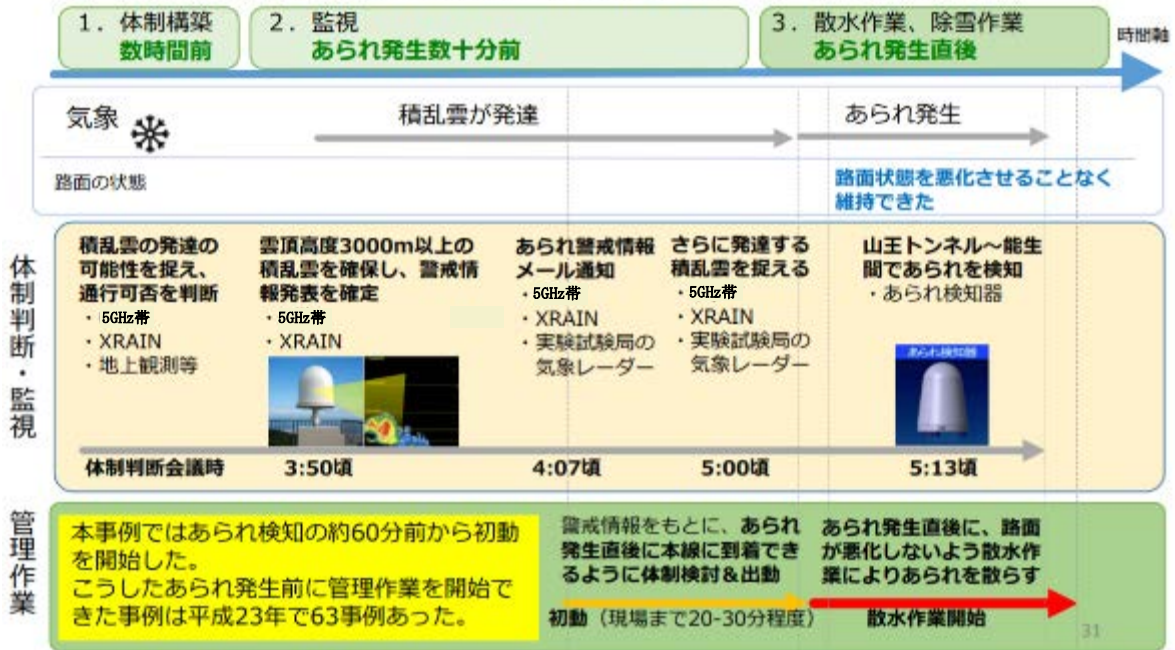 1．体制構築
数時間前
2．監視
あられ発生数十分前
3．散水作業、除雪作業
あられ発生直後
時間軸
気象
積乱雲が発達
あられ発生
路面の状態
路面状態を悪化させることなく
維持できた
体制判断・監視
積乱雲の発達の
可能性を捉え、
通行可否を判断
・5GHz帯
・XRAIN
・地上観測等
雲頂高度3000m以上の
積乱雲を確保し、警戒情
報発表を確定
・5GHz帯
・XRAIN
あられ警戒情報
メール通知
・5GHz帯
・XRAIN
・実験試験局の
気象レーダー
さらに発達する
積乱雲を捉える
・5GHz帯
・XRAIN
・実験試験局の
気象レーダー
山王トンネル～能生
間であられを検知
・あられ検知器
あられ検知器
体制判断会議時
3:50頃
4:07頃
5:00頃
5:13頃
管理作業
本事例ではあられ検知の約60分前から初動
を開始した。
こうしたあられ発生前に管理作業を開始で
きた事例は平成23年で63事例あった。
警戒情報をもとに、あられ
発生直後に本線に到着でき
るように体制検討＆出動
初動（現場まで20-30分程度）
あられ発生直後に、路面
が悪化しないよう散水作
業によりあられを散らす
散水作業開始
31